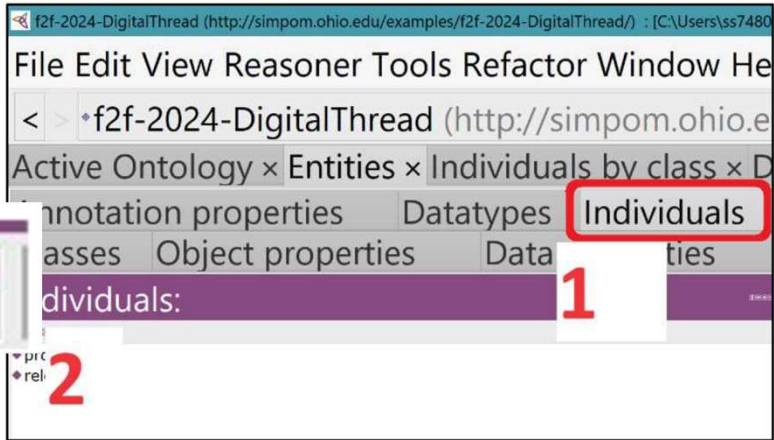 f2f-2024-DigitalThread (http://simpom.ohio.edu/examples/f2f-2024-DigitalThread/) : [C:\Users\ss7480
File Edit View Reasoner Tools Refactor Window He
< > f2f-2024-DigitalThread (http://simpom.ohio.e
Active Ontology × Entities × Individuals by class × D
nnotation properties Datatypes Individuals
asses Object properties Data ties
dividuals:
1
pro
rel
2